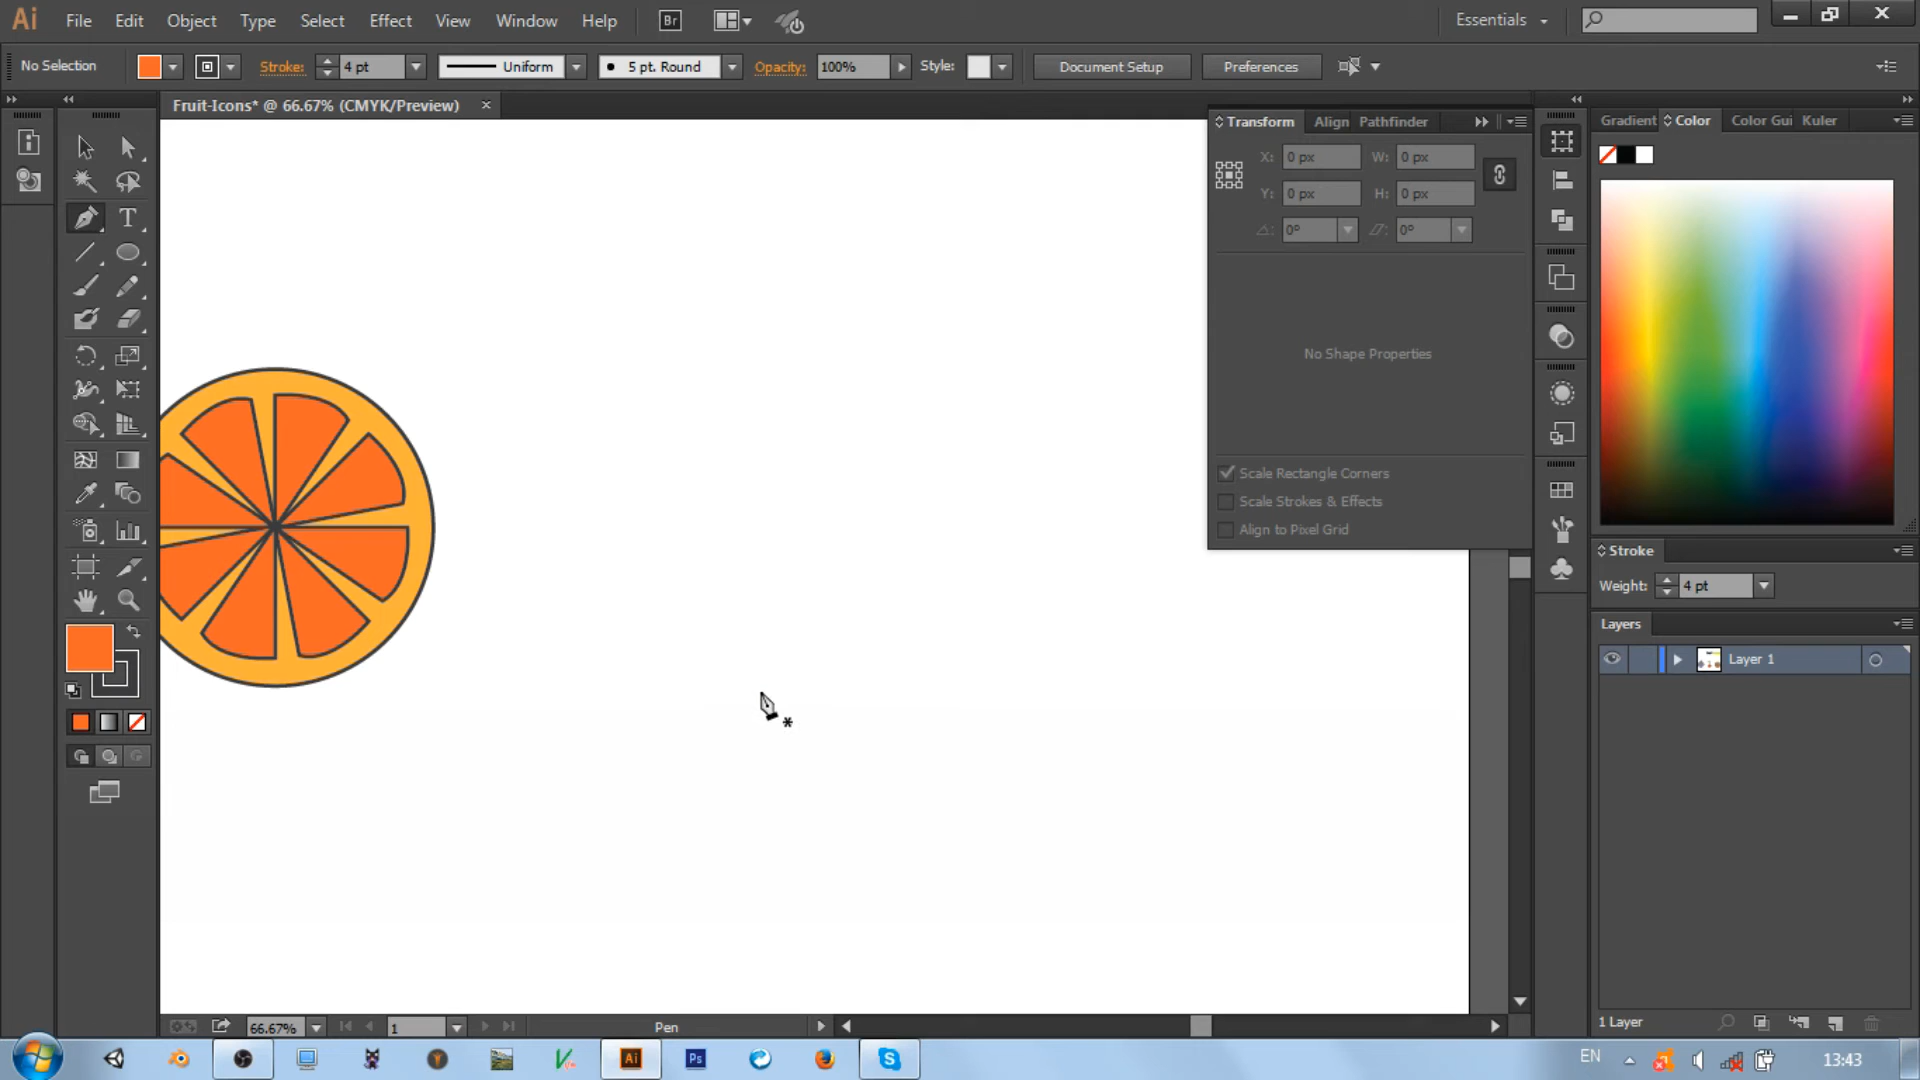 Ai File Edit Object Type Select Effect View Window Help Br Essentials
No Selection Stroke: 4 pt Uniform 5 pt. Round Opacity: 100% Style: Document Setup Preferences
Fruit-Icons* @ 66.67% (CMYK/Preview)
Transform Align Pathfinder
X: 0 px W: 0 px
Y: 0 px H: 0 px
0° 0°
No Shape Properties
Scale Rectangle Corners
Scale Strokes & Effects
Align to Pixel Grid
Gradient Color Color Gui Kuler
Stroke
Weight: 4 pt
Layers
Layer 1
1 Layer
T
66.67% 1 Pen
Ai Ps EN 13:43